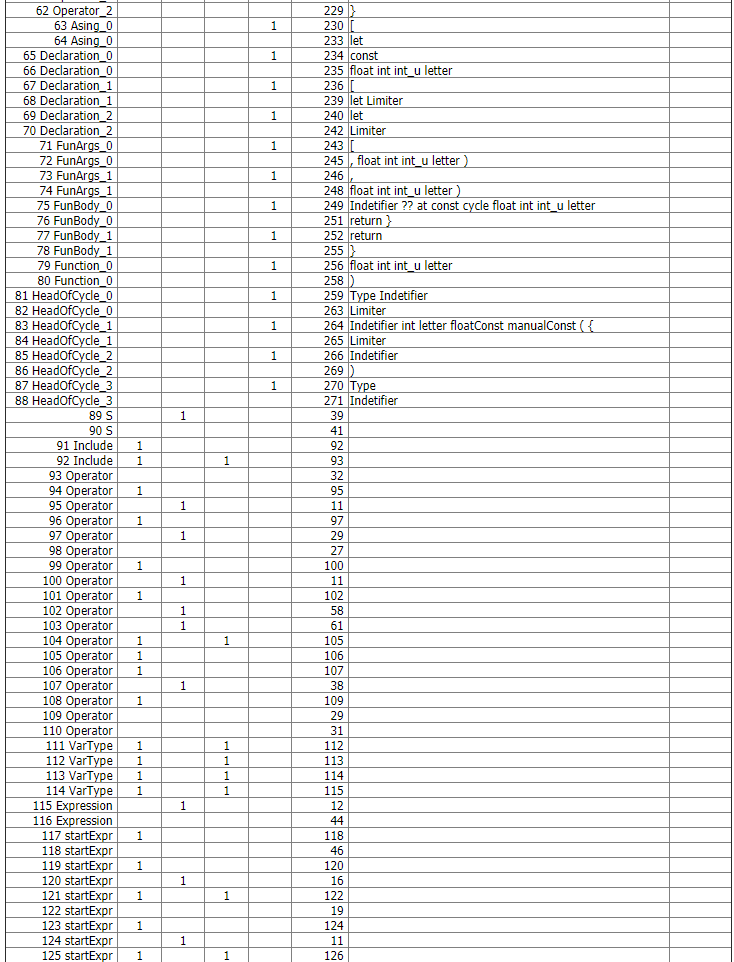 62 Operator_2 229 }
63 Asing_0 1 230 [
64 Asing_0 233 let
65 Declaration_0 1 234 const
66 Declaration_0 235 float int int_u letter
67 Declaration_1 1 236 [
68 Declaration_1 239 let Limiter
69 Declaration_2 1 240 let
70 Declaration_2 242 Limiter
71 FunArgs_0 1 243 [
72 FunArgs_0 245 , float int int_u letter )
73 FunArgs_1 1 246 ,
74 FunArgs_1 248 float int int_u letter )
75 FunBody_0 1 249 Indetifier ?? at const cycle float int int_u letter
76 FunBody_0 251 return }
77 FunBody_1 1 252 return
78 FunBody_1 255 }
79 Function_0 1 256 float int int_u letter
80 Function_0 258 )
81 HeadOfCycle_0 1 259 Type Indetifier
82 HeadOfCycle_0 263 Limiter
83 HeadOfCycle_1 1 264 Indetifier int letter floatConst manualConst ( {
84 HeadOfCycle_1 265 Limiter
85 HeadOfCycle_2 1 266 Indetifier
86 HeadOfCycle_2 269 )
87 HeadOfCycle_3 1 270 Type
88 HeadOfCycle_3 271 Indetifier
89 S 1 39
90 S 41
91 Include 1 92
92 Include 1 1 93
93 Operator 32
94 Operator 1 95
95 Operator 1 11
96 Operator 1 97
97 Operator 1 29
98 Operator 27
99 Operator 1 100
100 Operator 1 11
101 Operator 1 102
102 Operator 1 58
103 Operator 1 61
104 Operator 1 1 105
105 Operator 1 106
106 Operator 1 107
107 Operator 1 38
108 Operator 1 109
109 Operator 29
110 Operator 31
111 VarType 1 1 112
112 VarType 1 1 113
113 VarType 1 1 114
114 VarType 1 1 115
115 Expression 1 12
116 Expression 44
117 startExpr 1 118
118 startExpr 46
119 startExpr 1 120
120 startExpr 1 16
121 startExpr 1 1 122
122 startExpr 19
123 startExpr 1 124
124 startExpr 1 11
125 startExpr 1 1 126